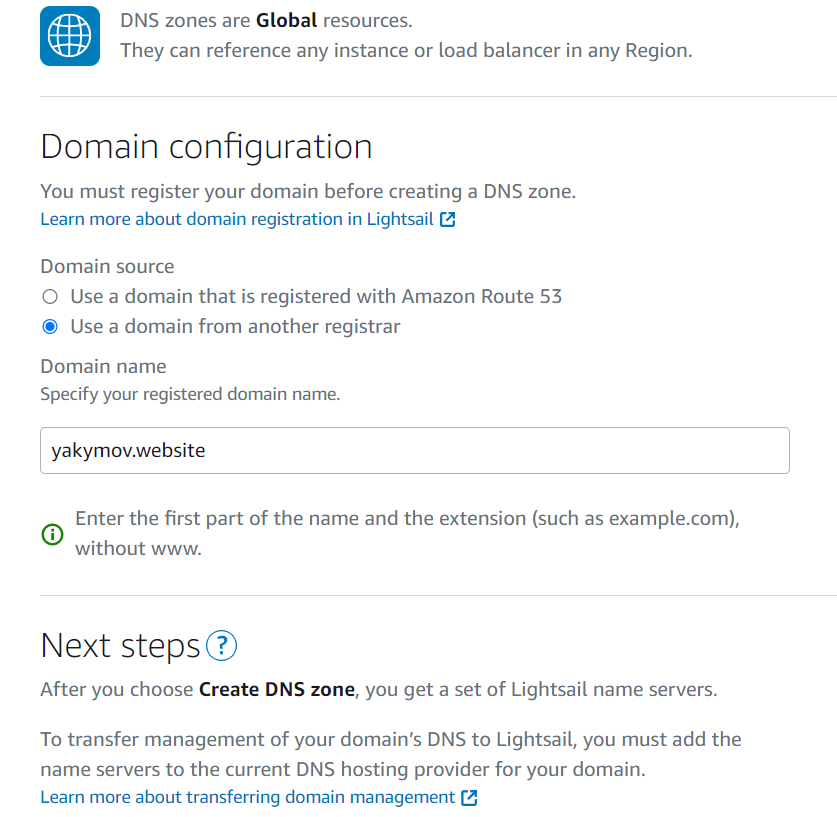 DNS zones are Global resources.
They can reference any instance or load balancer in any Region.
Domain configuration
You must register your domain before creating a DNS zone.
Learn more about domain registration in Lightsail
Domain source
Use a domain that is registered with Amazon Route 53
Use a domain from another registrar
Domain name
Specify your registered domain name.
yakymov.website
Enter the first part of the name and the extension (such as example.com),
without www.
Next steps ?
After you choose Create DNS zone, you get a set of Lightsail name servers.
To transfer management of your domain’s DNS to Lightsail, you must add the
name servers to the current DNS hosting provider for your domain.
Learn more about transferring domain management